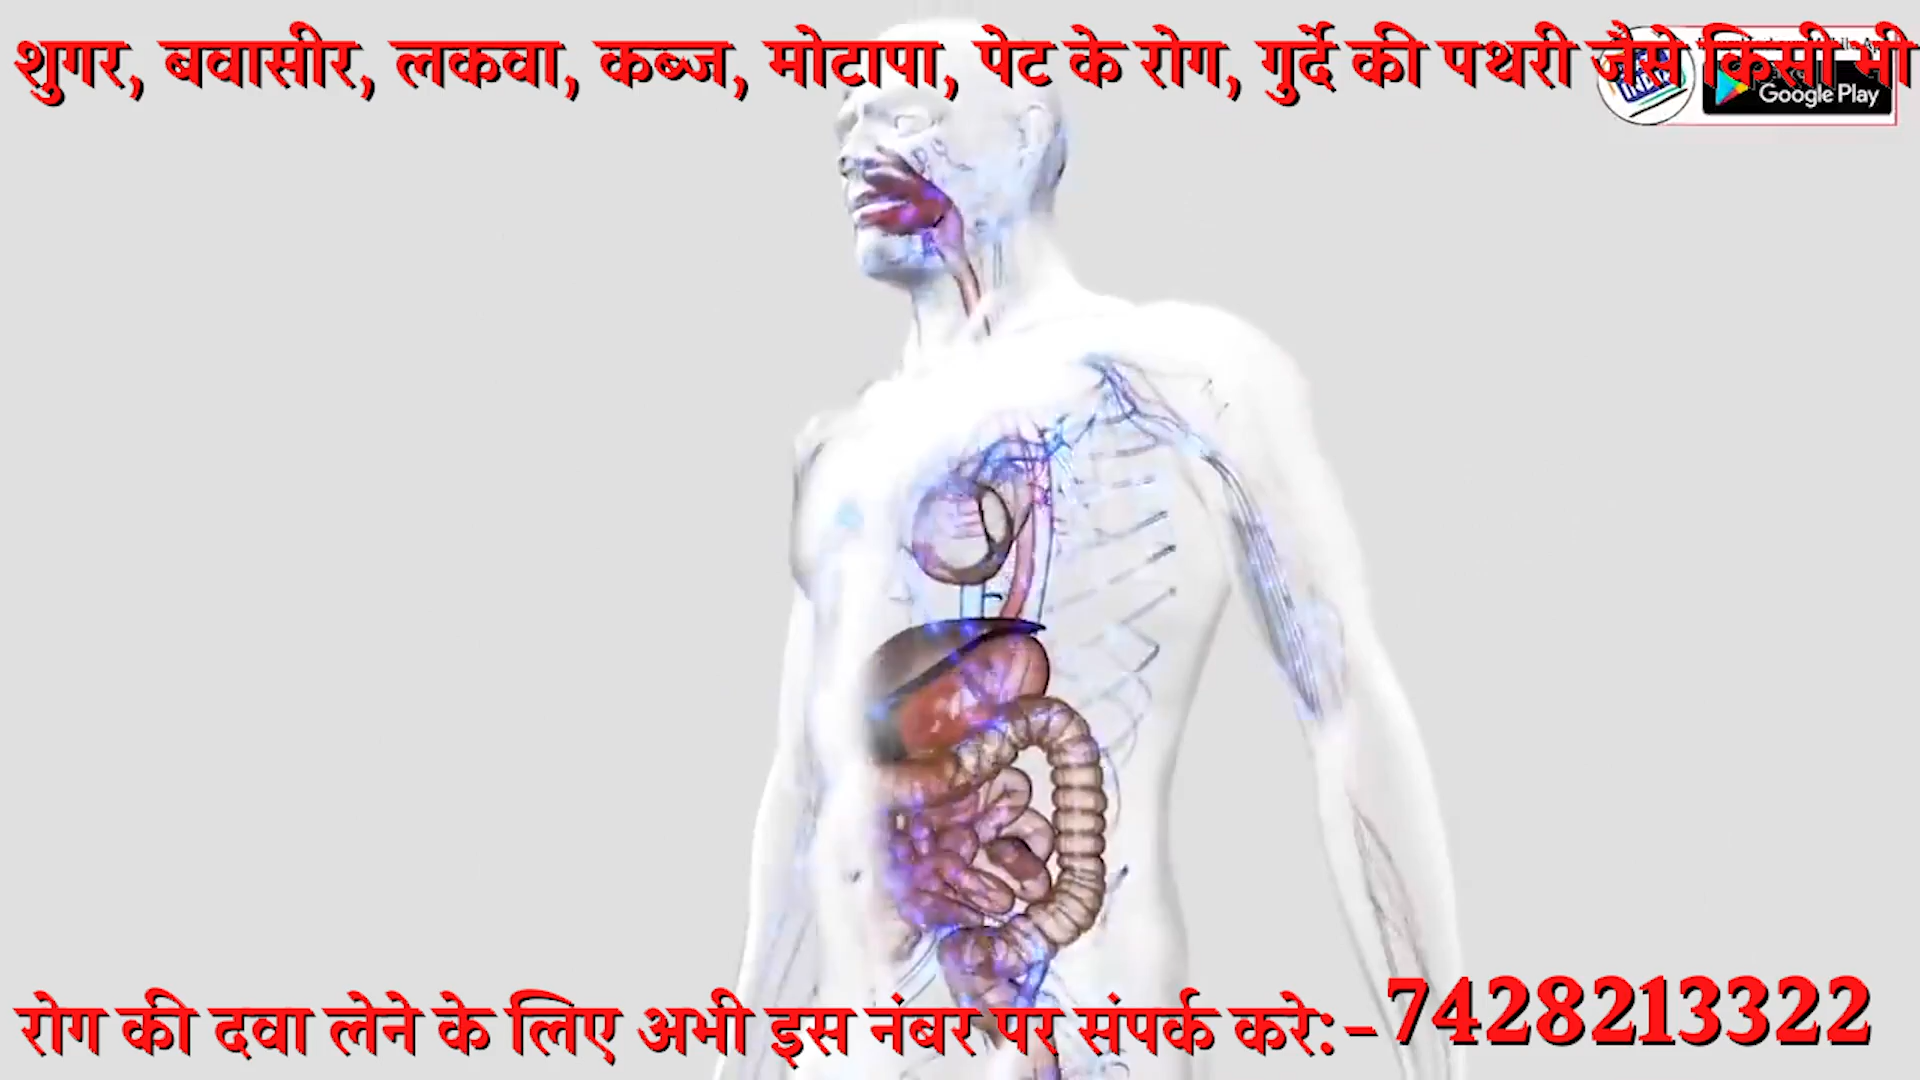 शुगर, बवासीर, लकवा, कब्ज, मोटापा, पेट के रोग, गुर्दे की पथरी जैसे किसी भी
Google Play
रोग की दवा लेने के लिए अभी इस नंबर पर संपर्क करे:-7428213322